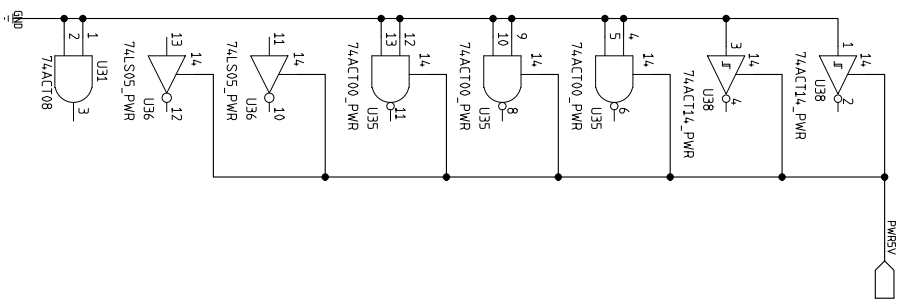 GND
1
2
U31
74ACT08
3
13
14
74LS05_PWR
U36
12
11
14
74LS05_PWR
U36
10
12
13
14
74ACT00_PWR
U35
11
9
10
14
74ACT00_PWR
U35
8
4
5
14
74ACT00_PWR
U35
6
3
14
74ACT14_PWR
U38
4
1
14
74ACT14_PWR
U38
2
PWR5V